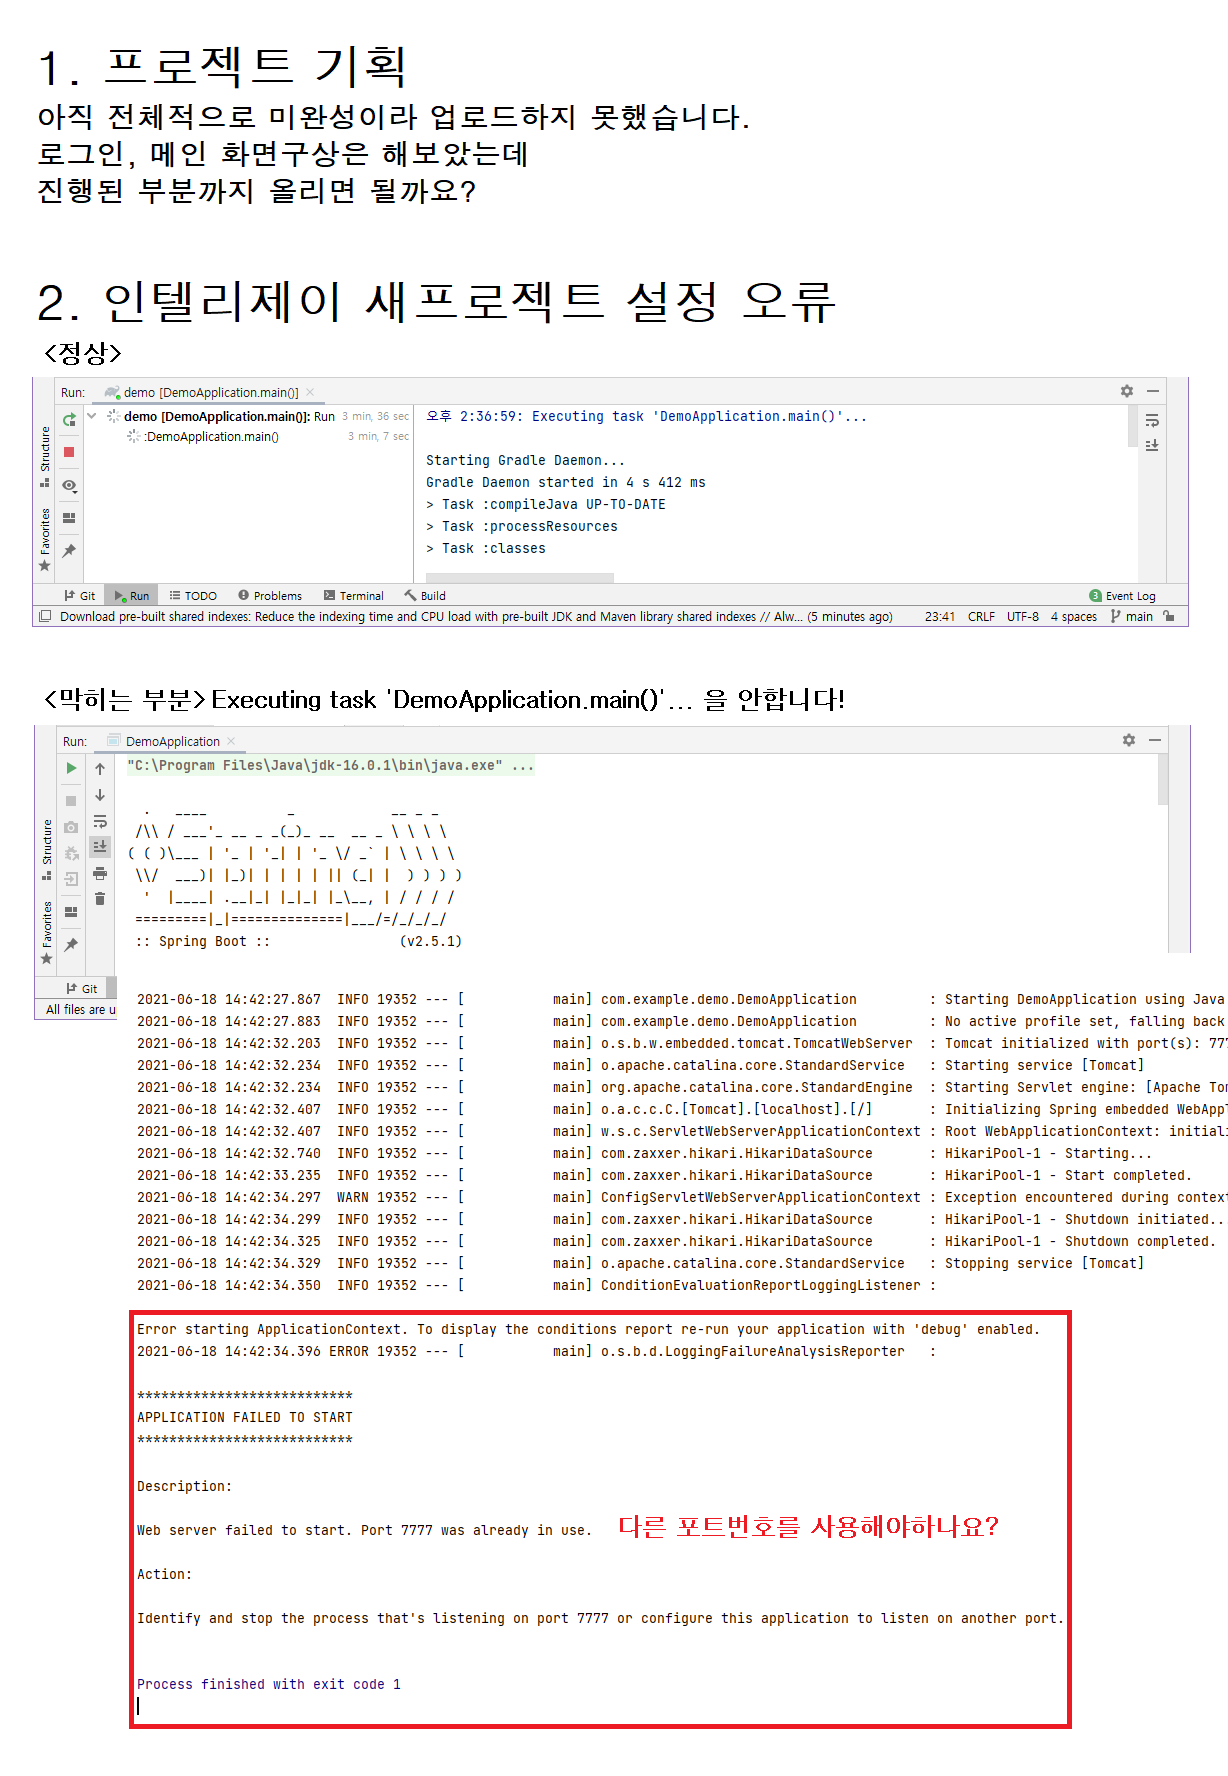 1. 프로젝트 기획
아직 전체적으로 미완성이라 업로드하지 못했습니다.
로그인, 메인 화면구상은 해보았는데
진행된 부분까지 올리면 될까요?
2. 인텔리제이 새프로젝트 설정 오류
<정상>
Run: demo [DemoApplication.main()]
demo [DemoApplication.main()]: Run 3 min, 36 sec
:DemoApplication.main() 3 min, 7 sec
오후 2:36:59: Executing task 'DemoApplication.main()'...
Starting Gradle Daemon...
Gradle Daemon started in 4 s 412 ms
> Task :compileJava UP-TO-DATE
> Task :processResources
> Task :classes
Structure
Favorites
Git Run TODO Problems Terminal Build 3 Event Log
Download pre-built shared indexes: Reduce the indexing time and CPU load with pre-built JDK and Maven library shared indexes // Alw... (5 minutes ago) 23:41 CRLF UTF-8 4 spaces main
<막히는 부분> Executing task 'DemoApplication.main()'... 을 안합니다!
Run: DemoApplication
"C:\Program Files\Java\jdk-16.0.1\bin\java.exe" ...
  .   ____          _            __ _ _
 /\\ / ___'_ __ _ _(_)_ __  __ _ \ \ \ \
( ( )\___ | '_ | '_| | '_ \/ _` | \ \ \ \
 \\/  ___)| |_)| | | | | || (_| |  ) ) ) )
  '  |____| .__|_| |_|_| |_\__, | / / / /
 =========|_|==============|___/=/_/_/_/
 :: Spring Boot ::                (v2.5.1)
Structure
Favorites
Git
All files are u
2021-06-18 14:42:27.867  INFO 19352 --- [           main] com.example.demo.DemoApplication         : Starting DemoApplication using Java
2021-06-18 14:42:27.883  INFO 19352 --- [           main] com.example.demo.DemoApplication         : No active profile set, falling back
2021-06-18 14:42:32.203  INFO 19352 --- [           main] o.s.b.w.embedded.tomcat.TomcatWebServer  : Tomcat initialized with port(s): 777
2021-06-18 14:42:32.234  INFO 19352 --- [           main] o.apache.catalina.core.StandardService   : Starting service [Tomcat]
2021-06-18 14:42:32.234  INFO 19352 --- [           main] org.apache.catalina.core.StandardEngine  : Starting Servlet engine: [Apache Tom
2021-06-18 14:42:32.407  INFO 19352 --- [           main] o.a.c.c.C.[Tomcat].[localhost].[/]       : Initializing Spring embedded WebAppl
2021-06-18 14:42:32.407  INFO 19352 --- [           main] w.s.c.ServletWebServerApplicationContext : Root WebApplicationContext: initiali
2021-06-18 14:42:32.740  INFO 19352 --- [           main] com.zaxxer.hikari.HikariDataSource       : HikariPool-1 - Starting...
2021-06-18 14:42:33.235  INFO 19352 --- [           main] com.zaxxer.hikari.HikariDataSource       : HikariPool-1 - Start completed.
2021-06-18 14:42:34.297  WARN 19352 --- [           main] ConfigServletWebServerApplicationContext : Exception encountered during context
2021-06-18 14:42:34.299  INFO 19352 --- [           main] com.zaxxer.hikari.HikariDataSource       : HikariPool-1 - Shutdown initiated...
2021-06-18 14:42:34.325  INFO 19352 --- [           main] com.zaxxer.hikari.HikariDataSource       : HikariPool-1 - Shutdown completed.
2021-06-18 14:42:34.329  INFO 19352 --- [           main] o.apache.catalina.core.StandardService   : Stopping service [Tomcat]
2021-06-18 14:42:34.350  INFO 19352 --- [           main] ConditionEvaluationReportLoggingListener :
Error starting ApplicationContext. To display the conditions report re-run your application with 'debug' enabled.
2021-06-18 14:42:34.396 ERROR 19352 --- [           main] o.s.b.d.LoggingFailureAnalysisReporter   :
***************************
APPLICATION FAILED TO START
***************************
Description:
Web server failed to start. Port 7777 was already in use. 다른 포트번호를 사용해야하나요?
Action:
Identify and stop the process that's listening on port 7777 or configure this application to listen on another port.
Process finished with exit code 1